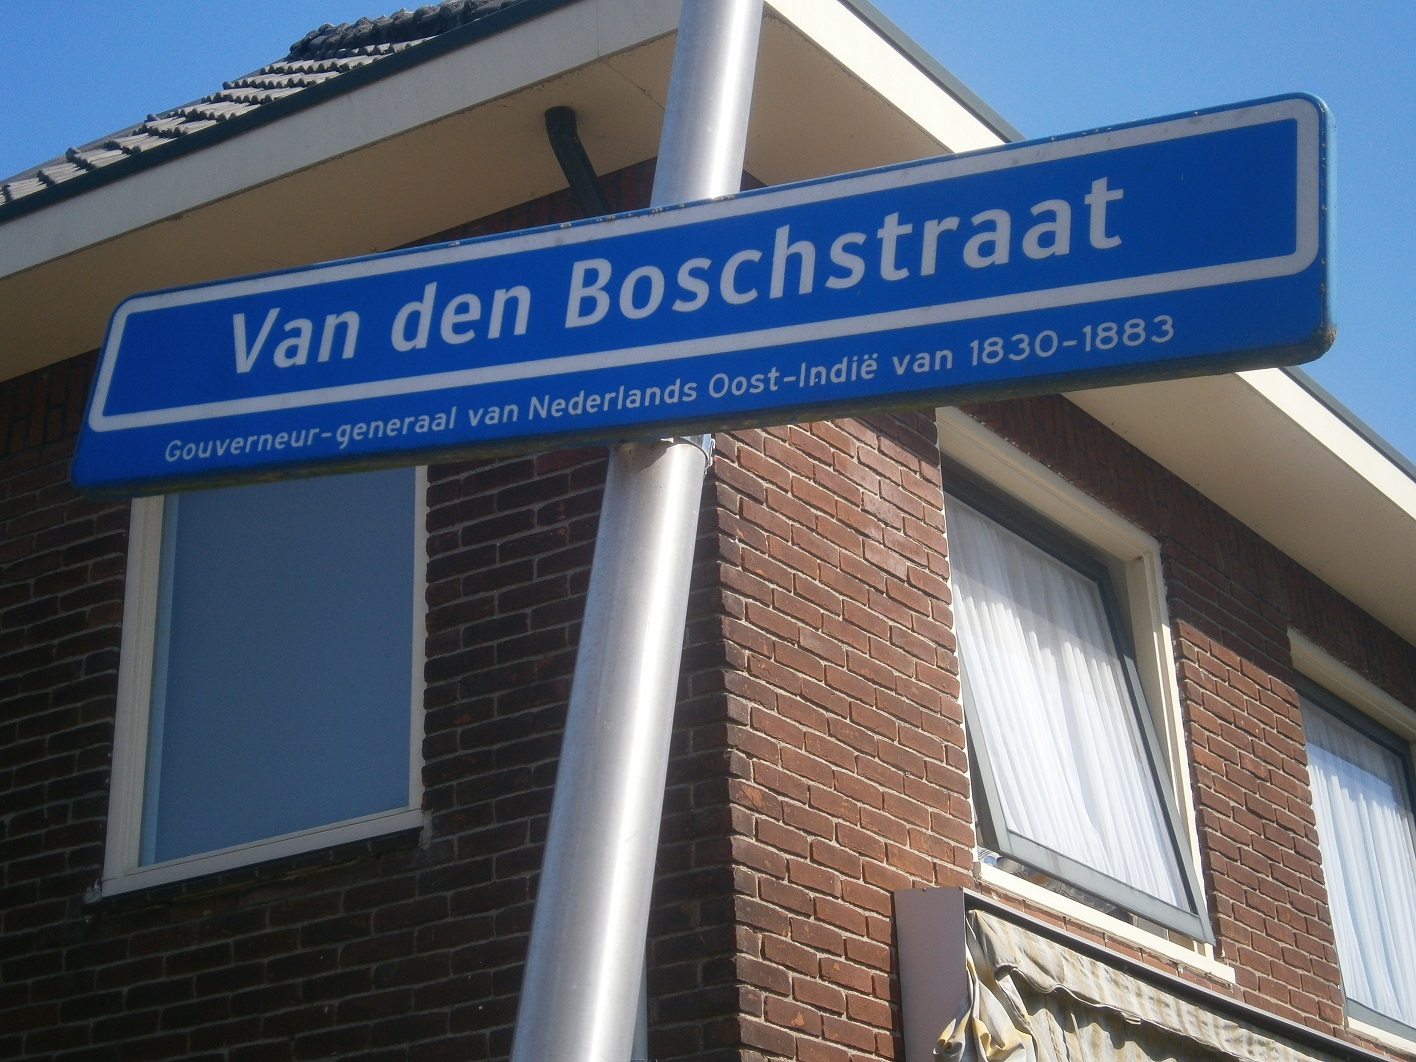 Van den Boschstraat
Gouverneur-generaal van Nederlands Oost-Indië van 1830-1883